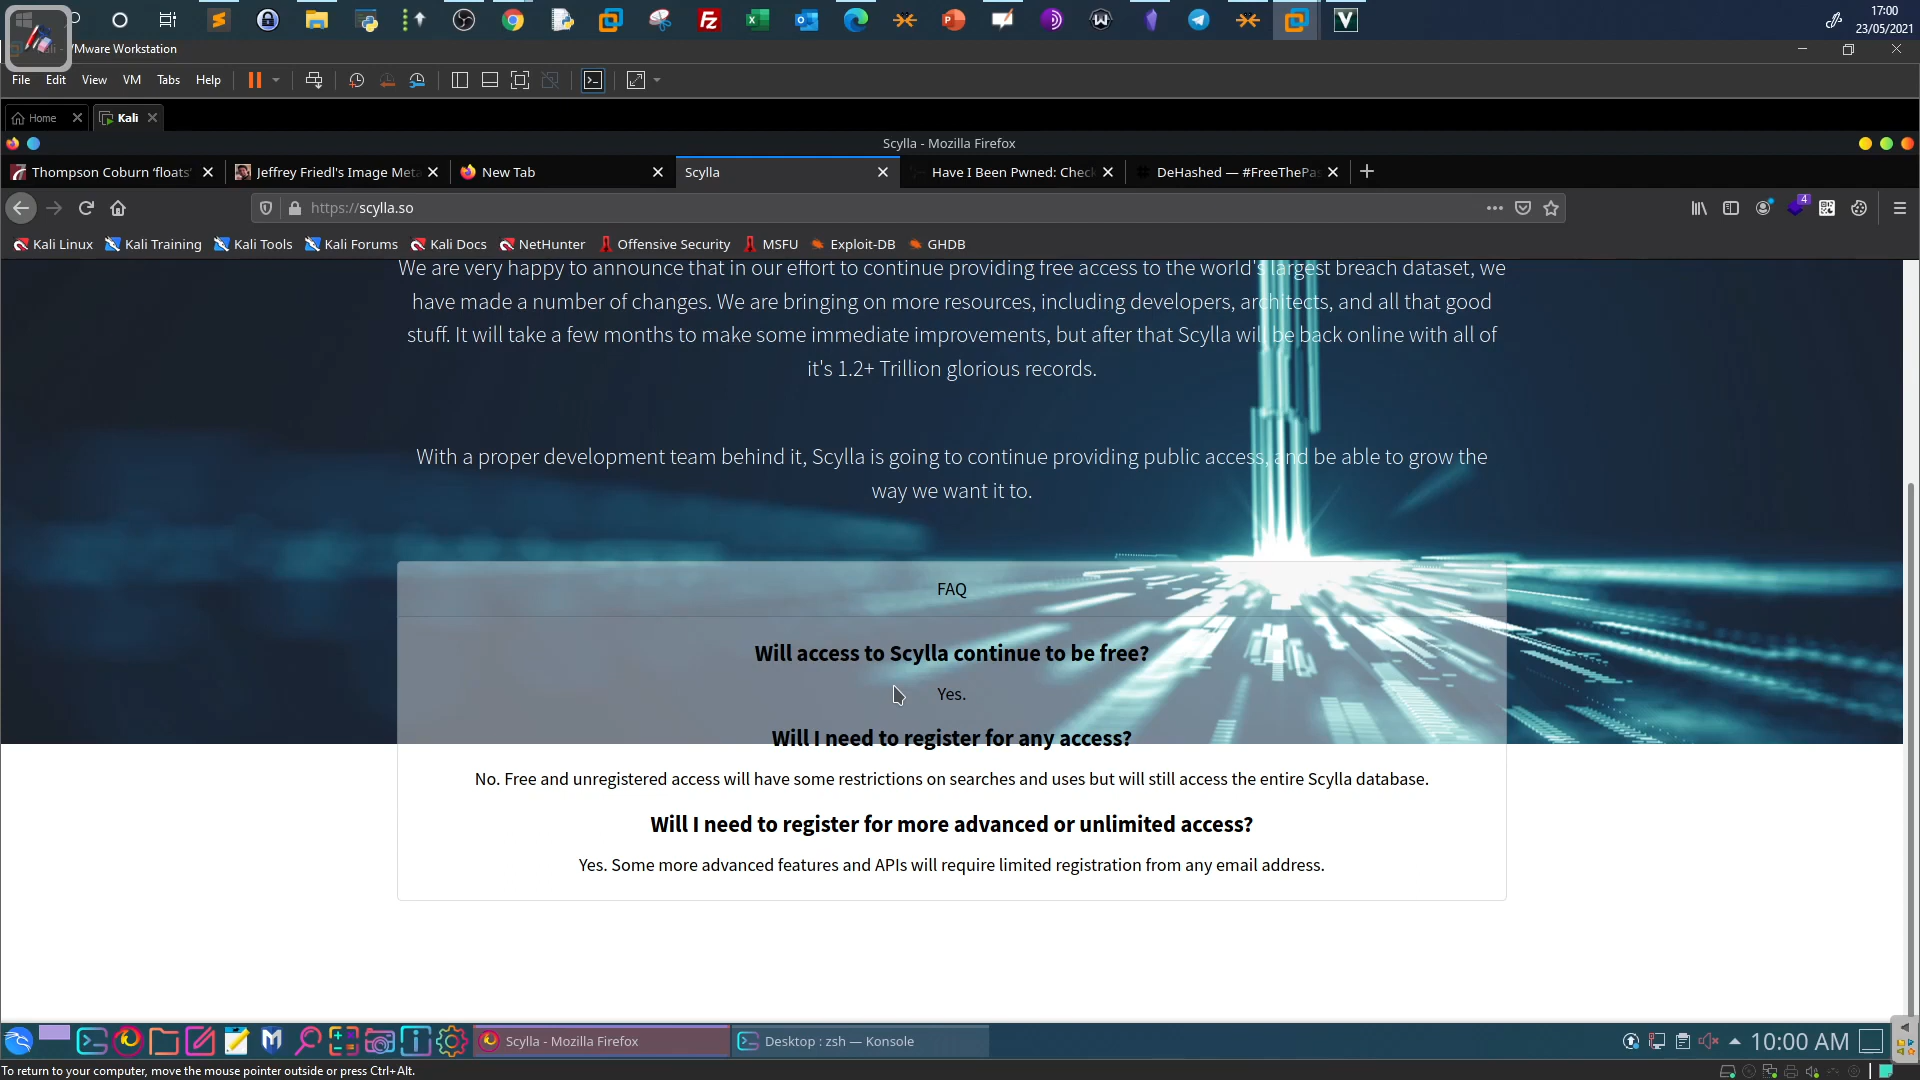 17:00
23/05/2021
VMware Workstation
File Edit View VM Tabs Help
Home Kali
Scylla - Mozilla Firefox
Thompson Coburn ‘floats’ Jeffrey Friedl's Image Meta New Tab Scylla Have I Been Pwned: Check DeHashed — #FreeThePas
https://scylla.so
4
Kali Linux Kali Training Kali Tools Kali Forums Kali Docs NetHunter Offensive Security MSFU Exploit-DB GHDB
We are very happy to announce that in our effort to continue providing free access to the world's largest breach dataset, we
have made a number of changes. We are bringing on more resources, including developers, architects, and all that good
stuff. It will take a few months to make some immediate improvements, but after that Scylla will be back online with all of
it's 1.2+ Trillion glorious records.
With a proper development team behind it, Scylla is going to continue providing public access, and be able to grow the
way we want it to.
FAQ
Will access to Scylla continue to be free?
Yes.
Will I need to register for any access?
No. Free and unregistered access will have some restrictions on searches and uses but will still access the entire Scylla database.
Will I need to register for more advanced or unlimited access?
Yes. Some more advanced features and APIs will require limited registration from any email address.
Scylla - Mozilla Firefox Desktop : zsh — Konsole
10:00 AM
To return to your computer, move the mouse pointer outside or press Ctrl+Alt.